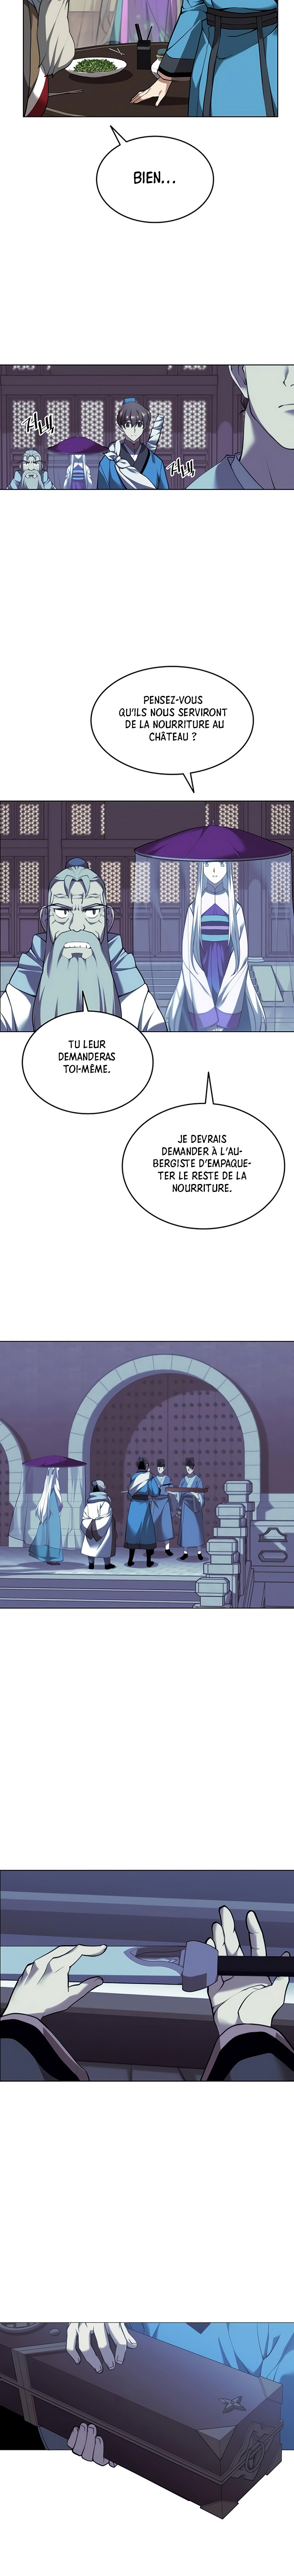 BIEN...
PENSEZ-VOUS
QU'ILS NOUS SERVIRONT
DE LA NOURRITURE AU
CHÂTEAU ?
TU LEUR
DEMANDERAS
TOI-MÊME.
JE DEVRAIS
DEMANDER À L'AU-
BERGISTE D'EMPAQUE-
TER LE RESTE DE LA
NOURRITURE.